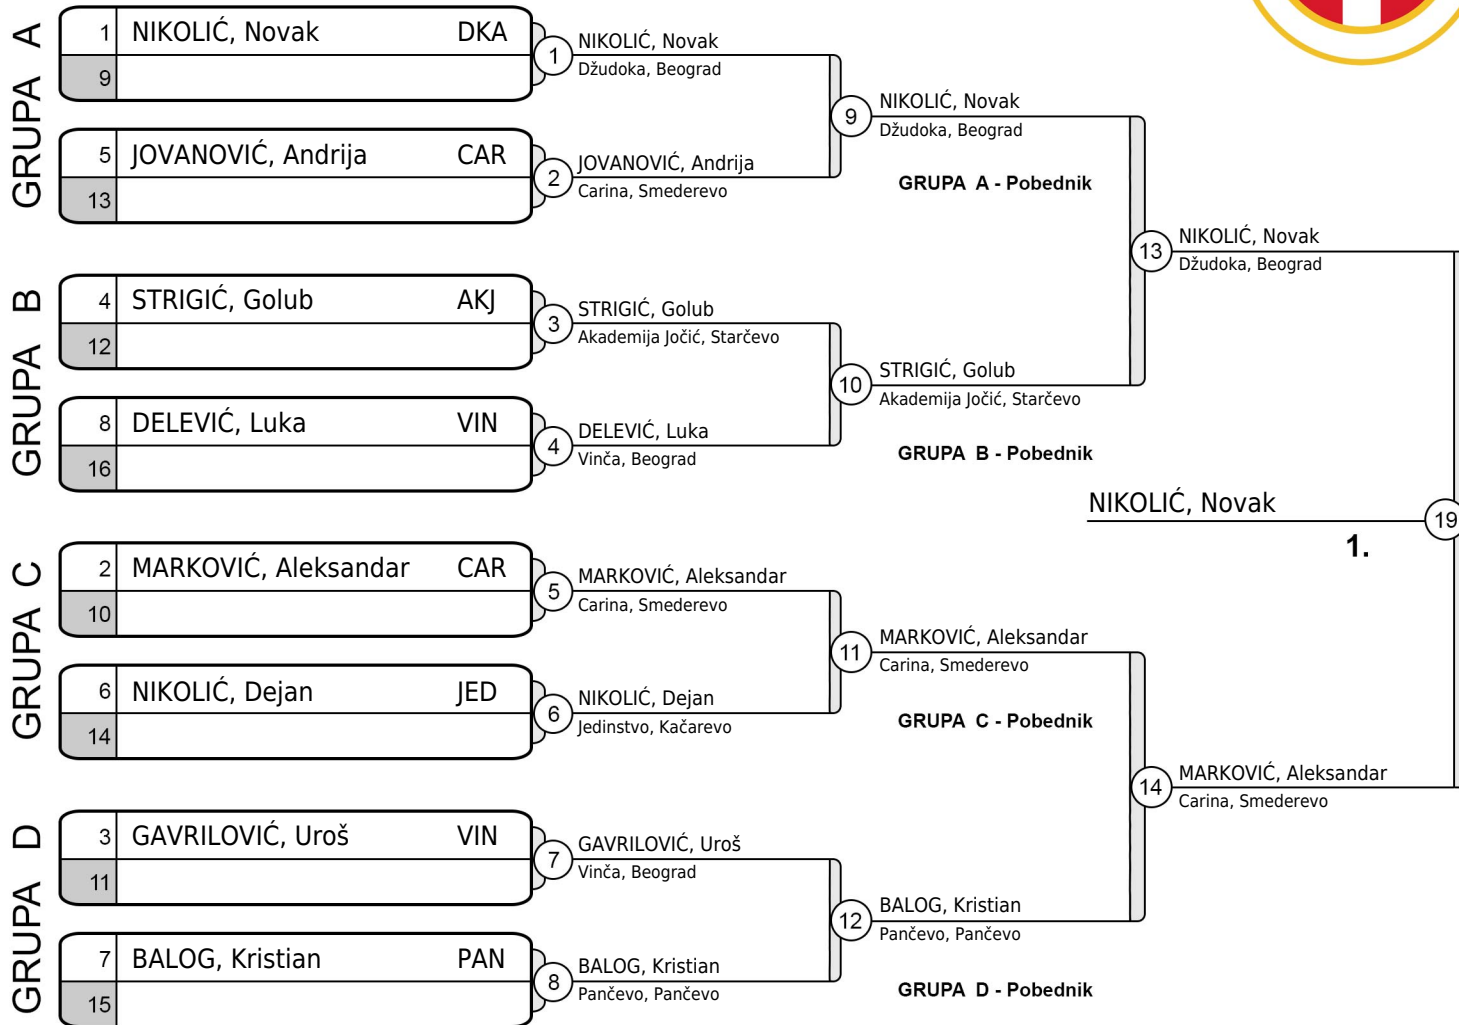 GRUPA A
1 NIKOLIĆ, Novak DKA
9
5 JOVANOVIĆ, Andrija CAR
13
GRUPA B
4 STRIGIĆ, Golub AKJ
12
8 DELEVIĆ, Luka VIN
16
GRUPA C
2 MARKOVIĆ, Aleksandar CAR
10
6 NIKOLIĆ, Dejan JED
14
GRUPA D
3 GAVRILOVIĆ, Uroš VIN
11
7 BALOG, Kristian PAN
15
1 NIKOLIĆ, Novak
Džudoka, Beograd
2 JOVANOVIĆ, Andrija
Carina, Smederevo
3 STRIGIĆ, Golub
Akademija Jočić, Starčevo
4 DELEVIĆ, Luka
Vinča, Beograd
5 MARKOVIĆ, Aleksandar
Carina, Smederevo
6 NIKOLIĆ, Dejan
Jedinstvo, Kačarevo
7 GAVRILOVIĆ, Uroš
Vinča, Beograd
8 BALOG, Kristian
Pančevo, Pančevo
9 NIKOLIĆ, Novak
Džudoka, Beograd
GRUPA A - Pobednik
10 STRIGIĆ, Golub
Akademija Jočić, Starčevo
GRUPA B - Pobednik
11 MARKOVIĆ, Aleksandar
Carina, Smederevo
GRUPA C - Pobednik
12 BALOG, Kristian
Pančevo, Pančevo
GRUPA D - Pobednik
13 NIKOLIĆ, Novak
Džudoka, Beograd
14 MARKOVIĆ, Aleksandar
Carina, Smederevo
NIKOLIĆ, Novak 19
1.